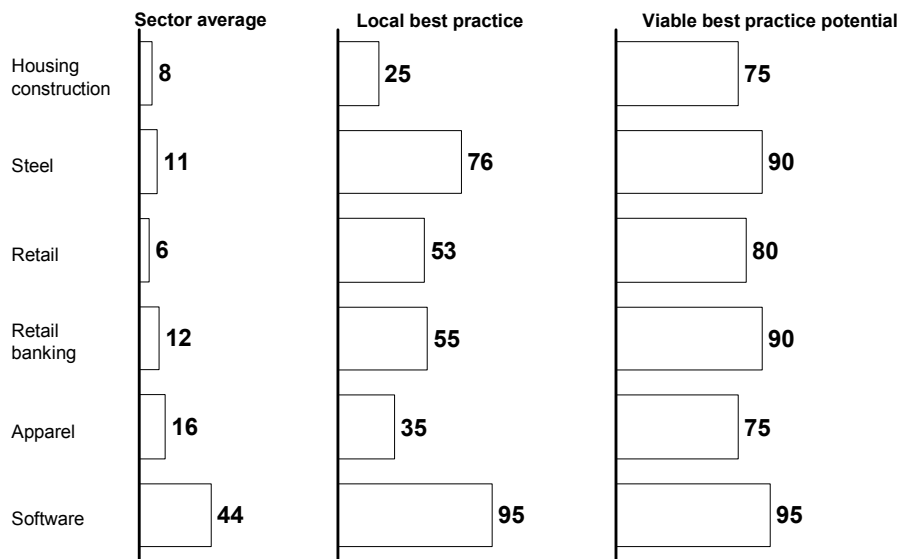 Sector average
Local best practice
Viable best practice potential
Housing
construction
8
25
75
Steel
11
76
90
Retail
6
53
80
Retail
banking
12
55
90
Apparel
16
35
75
Software
44
95
95